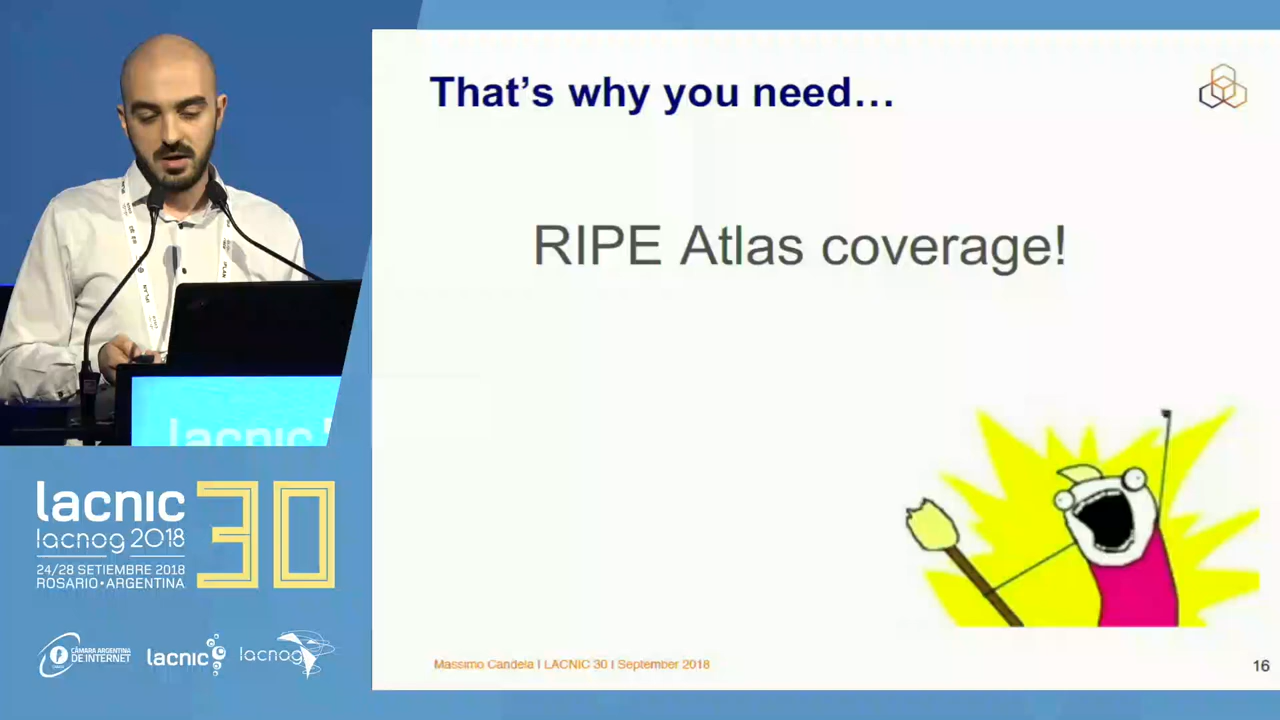 That's why you need...
RIPE Atlas coverage!
lacnic
lacnic
lacnog 2018
30
24/28 SETIEMBRE 2018
ROSARIO•ARGENTINA
CÁMARA ARGENTINA
DE INTERNET
lacnic
lacnog
Massimo Candela | LACNIC 30 | September 2018
16